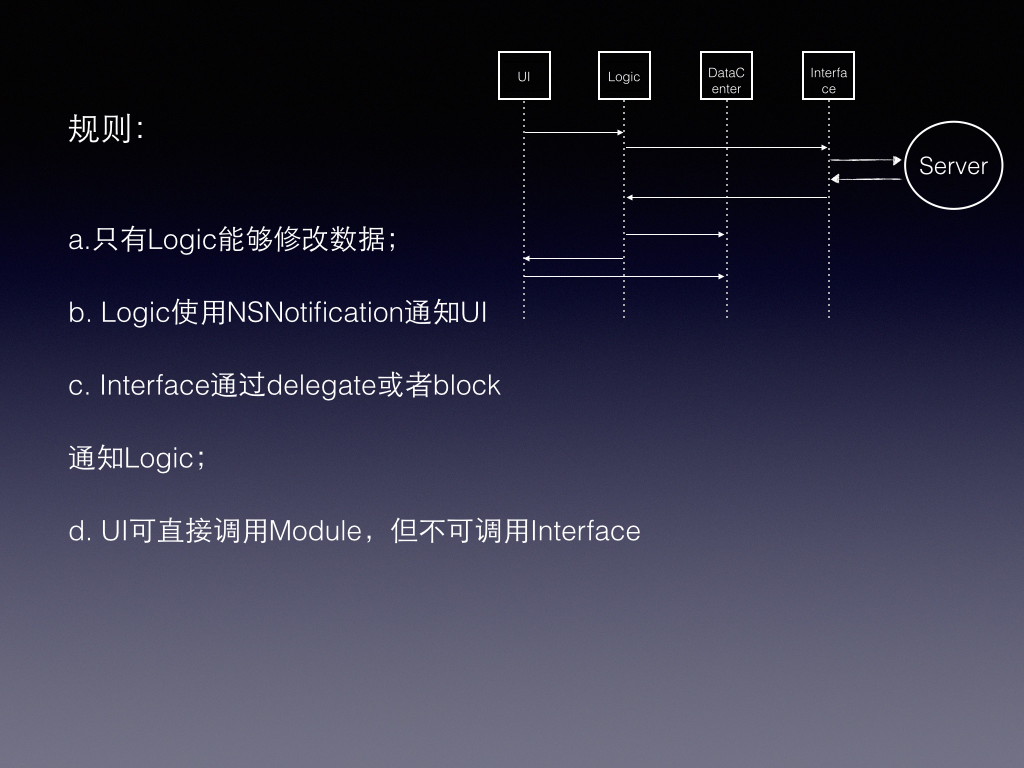 UI
Logic
DataC
enter
Interfa
ce
Server
规则：
a.只有Logic能够修改数据；
b. Logic使用NSNotification通知UI
c. Interface通过delegate或者block
通知Logic；
d. UI可直接调用Module，但不可调用Interface